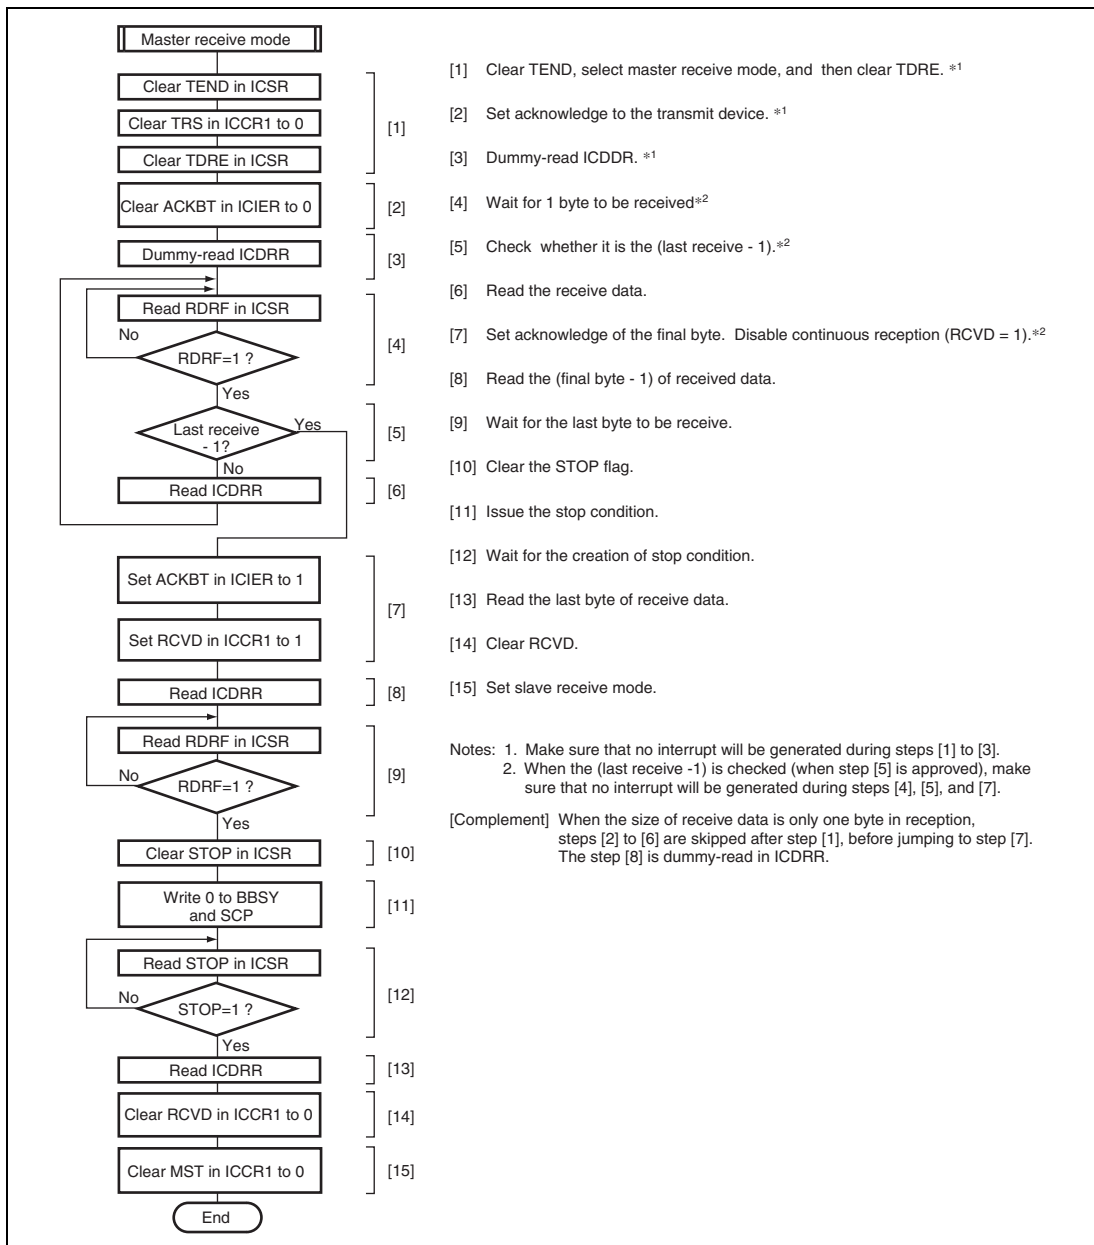 Master receive mode
Clear TEND in ICSR
Clear TRS in ICCR1 to 0
Clear TDRE in ICSR
[1]
Clear ACKBT in ICIER to 0
[2]
Dummy-read ICDRR
[3]
Read RDRF in ICSR
No
RDRF=1 ?
[4]
Yes
Last receive
- 1?
Yes
[5]
No
Read ICDRR
[6]
Set ACKBT in ICIER to 1
[7]
Set RCVD in ICCR1 to 1
Read ICDRR
[8]
Read RDRF in ICSR
No
RDRF=1 ?
[9]
Yes
Clear STOP in ICSR
[10]
Write 0 to BBSY
and SCP
[11]
Read STOP in ICSR
No
STOP=1 ?
[12]
Yes
Read ICDRR
[13]
Clear RCVD in ICCR1 to 0
[14]
Clear MST in ICCR1 to 0
[15]
End
[1] Clear TEND, select master receive mode, and then clear TDRE. *1
[2] Set acknowledge to the transmit device. *1
[3] Dummy-read ICDDR. *1
[4] Wait for 1 byte to be received*2
[5] Check whether it is the (last receive - 1).*2
[6] Read the receive data.
[7] Set acknowledge of the final byte. Disable continuous reception (RCVD = 1).*2
[8] Read the (final byte - 1) of received data.
[9] Wait for the last byte to be receive.
[10] Clear the STOP flag.
[11] Issue the stop condition.
[12] Wait for the creation of stop condition.
[13] Read the last byte of receive data.
[14] Clear RCVD.
[15] Set slave receive mode.
Notes: 1. Make sure that no interrupt will be generated during steps [1] to [3].
2. When the (last receive -1) is checked (when step [5] is approved), make
sure that no interrupt will be generated during steps [4], [5], and [7].
[Complement] When the size of receive data is only one byte in reception,
steps [2] to [6] are skipped after step [1], before jumping to step [7].
The step [8] is dummy-read in ICDRR.